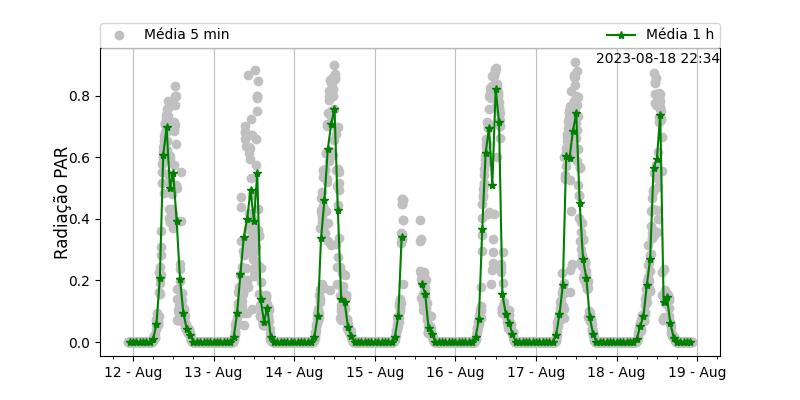 Média 5 min
Média 1 h
2023-08-18 22:34
Radiação PAR
0.8
0.6
0.4
0.2
0.0
12 - Aug
13 - Aug
14 - Aug
15 - Aug
16 - Aug
17 - Aug
18 - Aug
19 - Aug